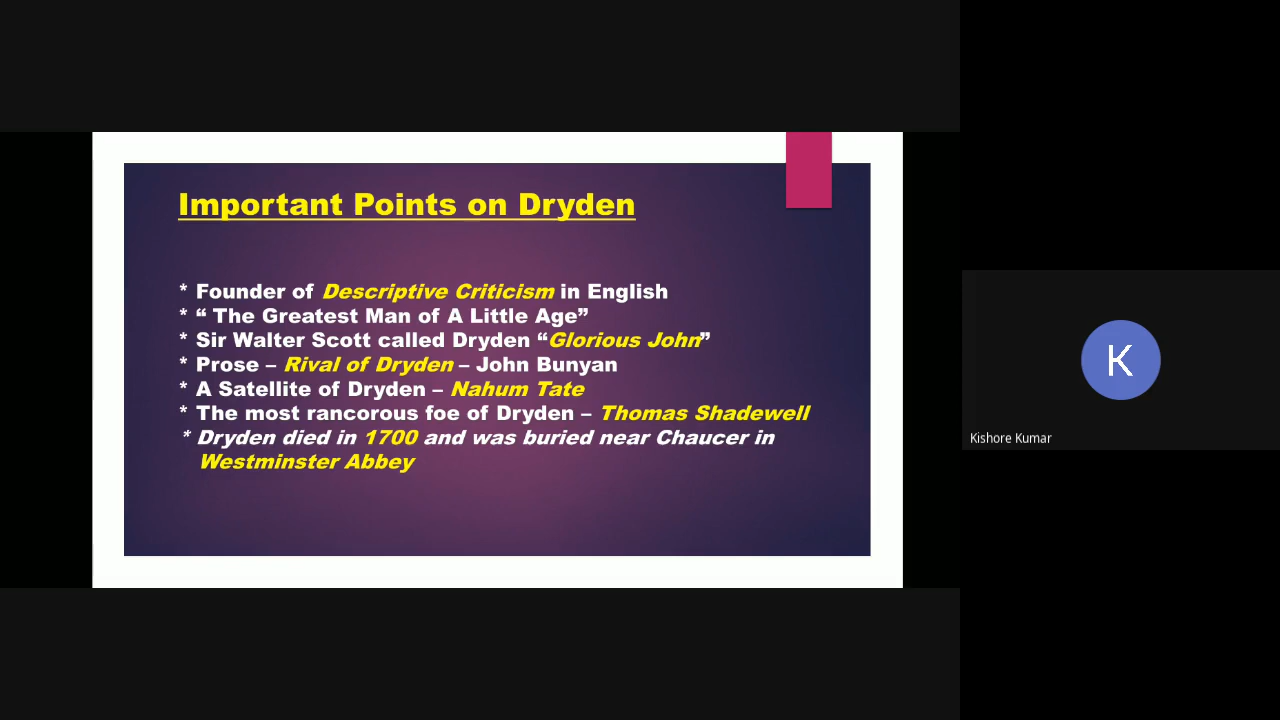 Important Points on Dryden
* Founder of Descriptive Criticism in English
* “ The Greatest Man of A Little Age”
* Sir Walter Scott called Dryden “Glorious John”
* Prose – Rival of Dryden – John Bunyan
* A Satellite of Dryden – Nahum Tate
* The most rancorous foe of Dryden – Thomas Shadewell
* Dryden died in 1700 and was buried near Chaucer in
Westminster Abbey
K
Kishore Kumar